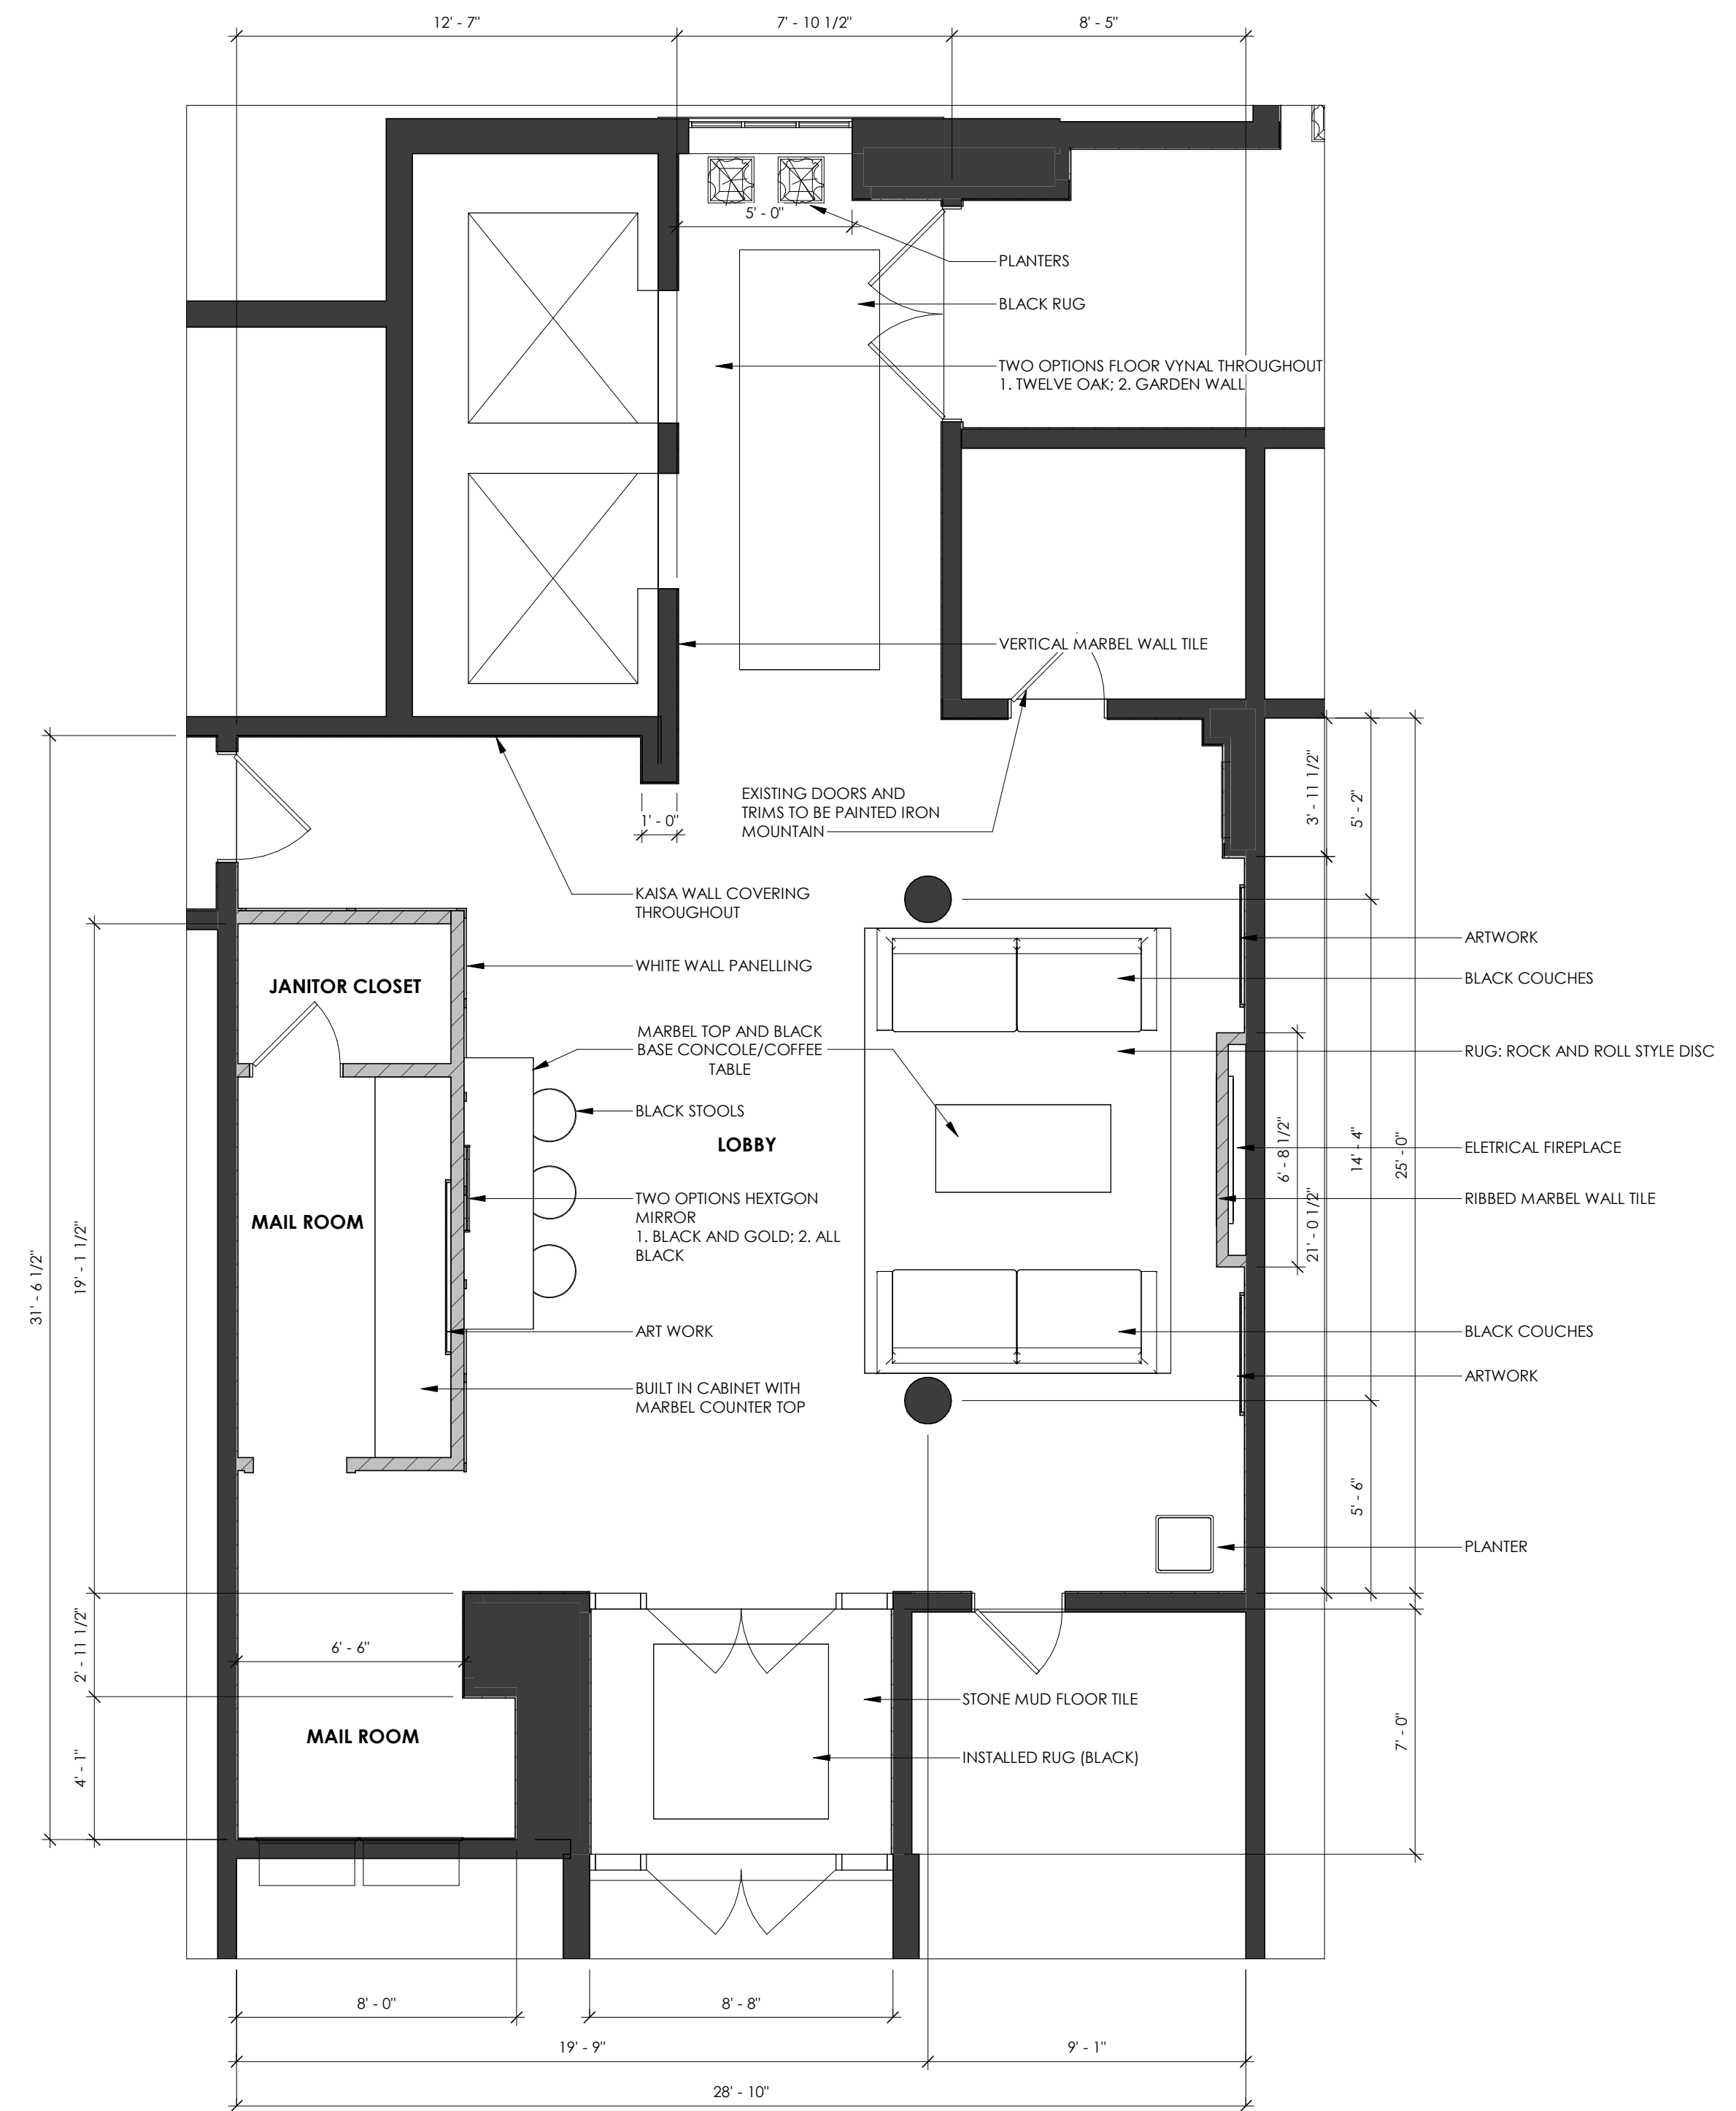 12' - 7"
7' - 10 1/2"
8' - 5"
5' - 0"
PLANTERS
BLACK RUG
TWO OPTIONS FLOOR VYNAL THROUGHOUT
1. TWELVE OAK; 2. GARDEN WALL
VERTICAL MARBEL WALL TILE
EXISTING DOORS AND
TRIMS TO BE PAINTED IRON
MOUNTAIN
1' - 0"
3' - 11 1/2"
5' - 2"
KAISA WALL COVERING
THROUGHOUT
ARTWORK
WHITE WALL PANELLING
BLACK COUCHES
JANITOR CLOSET
MARBEL TOP AND BLACK
BASE CONCOLE/COFFEE
TABLE
RUG: ROCK AND ROLL STYLE DISC
BLACK STOOLS
LOBBY
6' - 8 1/2"
14' - 4"
25' - 0"
ELETRICAL FIREPLACE
MAIL ROOM
TWO OPTIONS HEXTGON
MIRROR
1. BLACK AND GOLD; 2. ALL
BLACK
RIBBED MARBEL WALL TILE
21' - 0 1/2"
31' - 6 1/2"
19' - 1 1/2"
ART WORK
BLACK COUCHES
ARTWORK
BUILT IN CABINET WITH
MARBEL COUNTER TOP
5' - 6"
PLANTER
2' - 11 1/2"
6' - 6"
STONE MUD FLOOR TILE
MAIL ROOM
INSTALLED RUG (BLACK)
7' - 0"
4' - 1"
8' - 0"
8' - 8"
19' - 9"
9' - 1"
28' - 10"